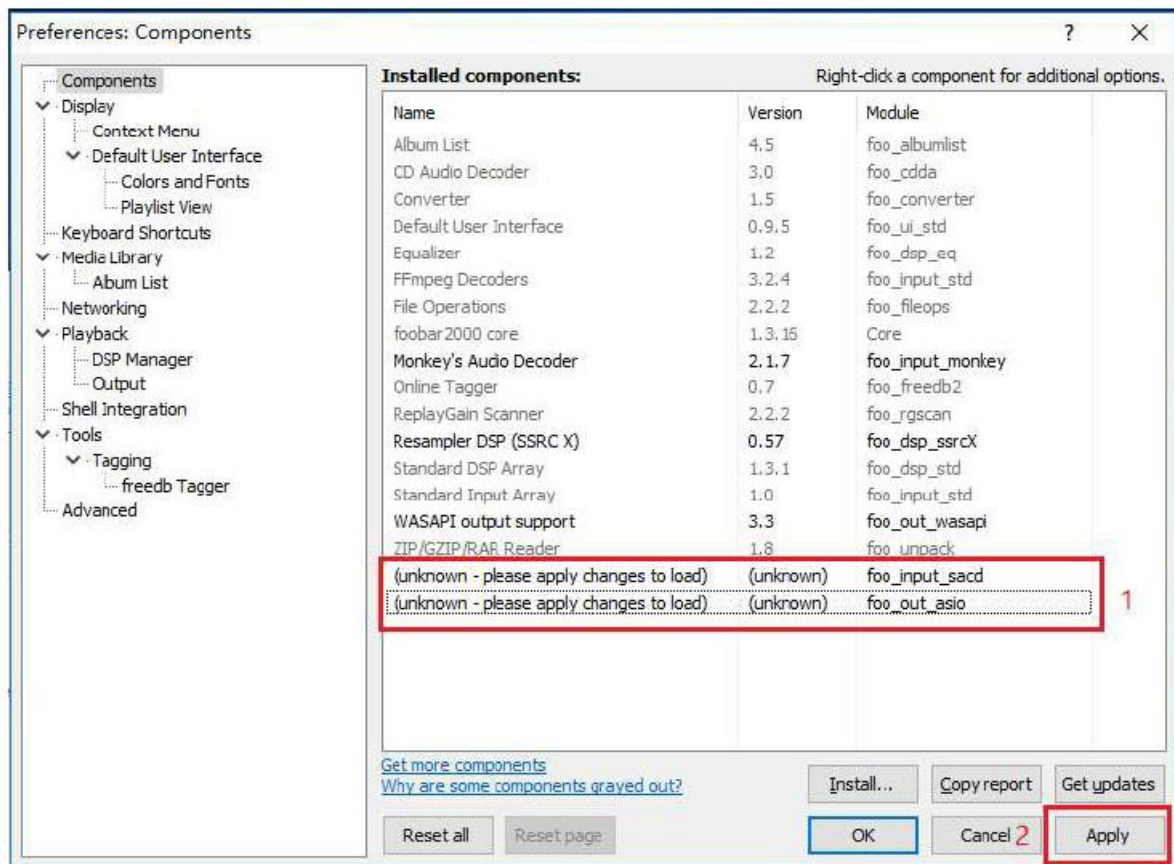 Preferences: Components ? ×
Components
Display
Context Menu
Default User Interface
Colors and Fonts
Playlist View
Keyboard Shortcuts
Media Library
Album List
Networking
Playback
DSP Manager
Output
Shell Integration
Tools
Tagging
freedb Tagger
Advanced
Installed components: Right-click a component for additional options.
Name Version Module
Album List 4.5 foo_albumlist
CD Audio Decoder 3.0 foo_cdda
Converter 1.5 foo_converter
Default User Interface 0.9.5 foo_ui_std
Equalizer 1.2 foo_dsp_eq
FFmpeg Decoders 3.2.4 foo_input_std
File Operations 2.2.2 foo_fileops
foobar2000 core 1.3.15 Core
Monkey's Audio Decoder 2.1.7 foo_input_monkey
Online Tagger 0.7 foo_freedb2
ReplayGain Scanner 2.2.2 foo_rgscan
Resampler DSP (SSRC X) 0.57 foo_dsp_ssrcX
Standard DSP Array 1.3.1 foo_dsp_std
Standard Input Array 1.0 foo_input_std
WASAPI output support 3.3 foo_out_wasapi
ZIP/GZIP/RAR Reader 1.8 foo_unpack
(unknown - please apply changes to load) (unknown) foo_input_sacd
(unknown - please apply changes to load) (unknown) foo_out_asio 1
Get more components
Why are some components grayed out?
Install... Copy report Get updates
Reset all Reset page OK Cancel 2 Apply